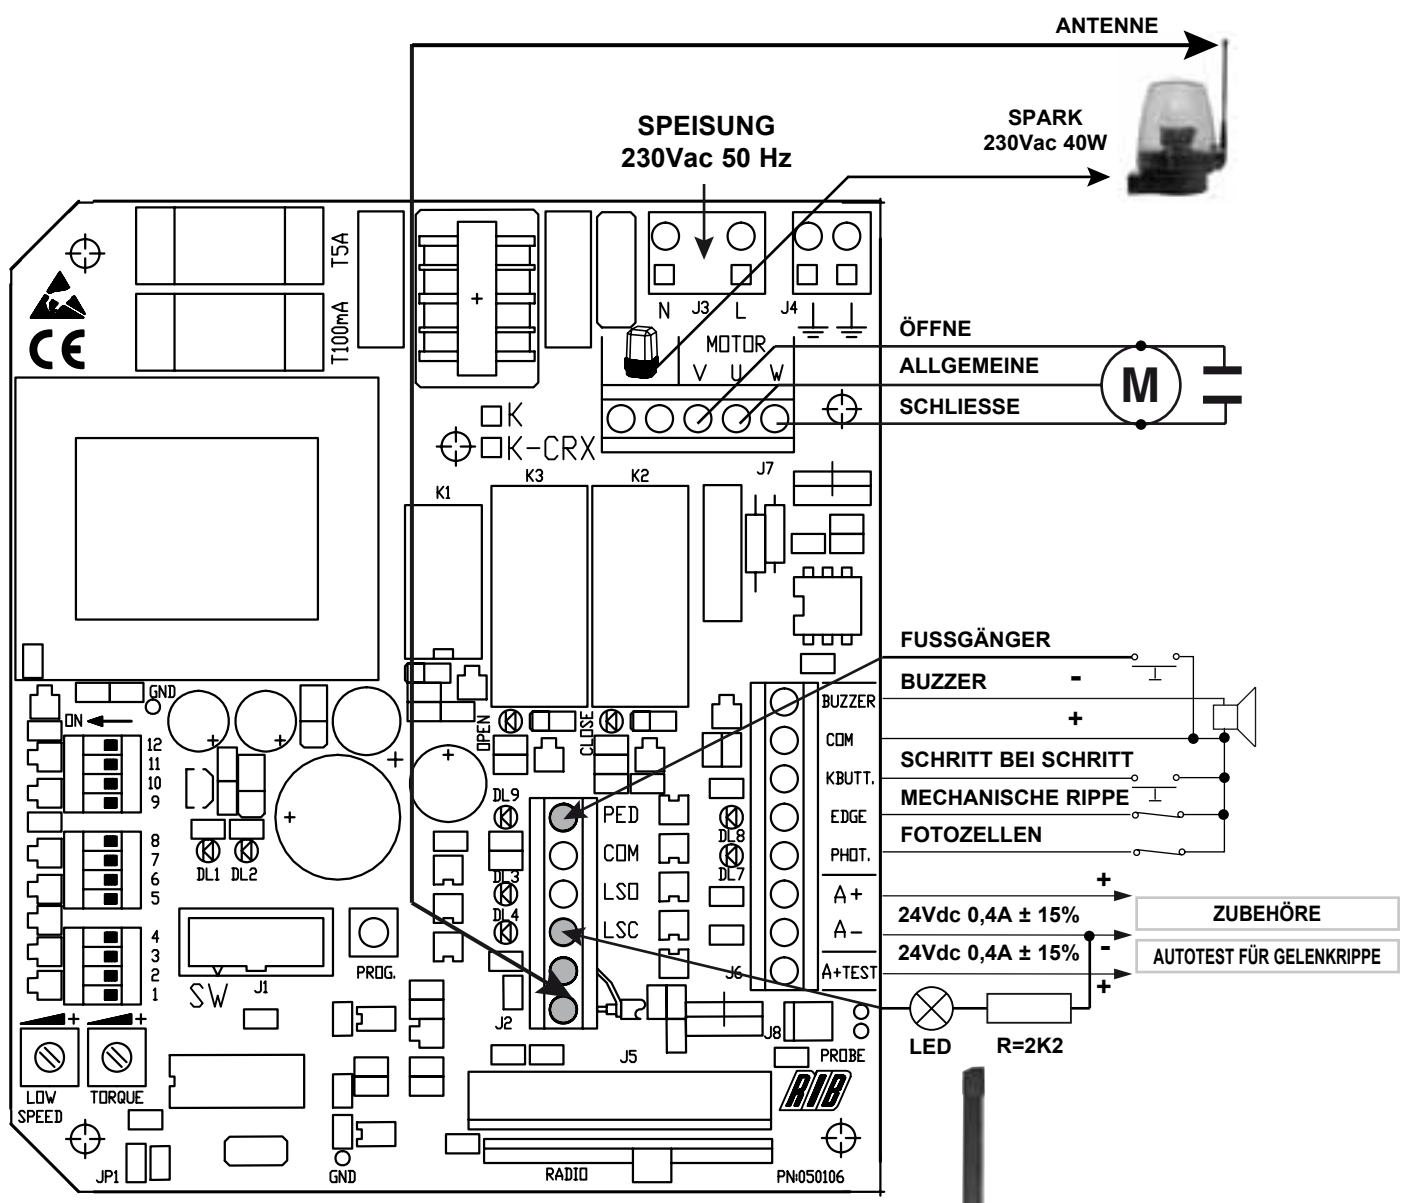 ANTENNE
SPARK
230Vac 40W
SPEISUNG
230Vac 50 Hz
T5A
T100mA
CE
N
J3
L
J4
MOTOR
V
U
W
ÖFFNE
ALLGEMEINE
SCHLIESSE
M
K
K-CRX
J7
K1
K3
K2
FUSSGÄNGER
BUZZER
-
+
SCHRITT BEI SCHRITT
MECHANISCHE RIPPE
FOTOZELLEN
BUZZER
COM
KBUTT.
EDGE
PHOT.
A+
A-
A+TEST
J6
+
24Vdc 0,4A ± 15%
ZUBEHÖRE
-
24Vdc 0,4A ± 15%
AUTOTEST FÜR GELENKRIPPE
+
GND
ON
12
11
10
9
8
7
6
5
4
3
2
1
SW
J1
PROG.
DL1
DL2
OPEN
CLOSE
DL9
DL3
DL4
DL8
DL7
PED
COM
LSO
LSC
J2
J5
J8
PROBE
LED
R=2K2
+
+
LOW
SPEED
TORQUE
JP1
GND
RADIO
RIB
PN:050106